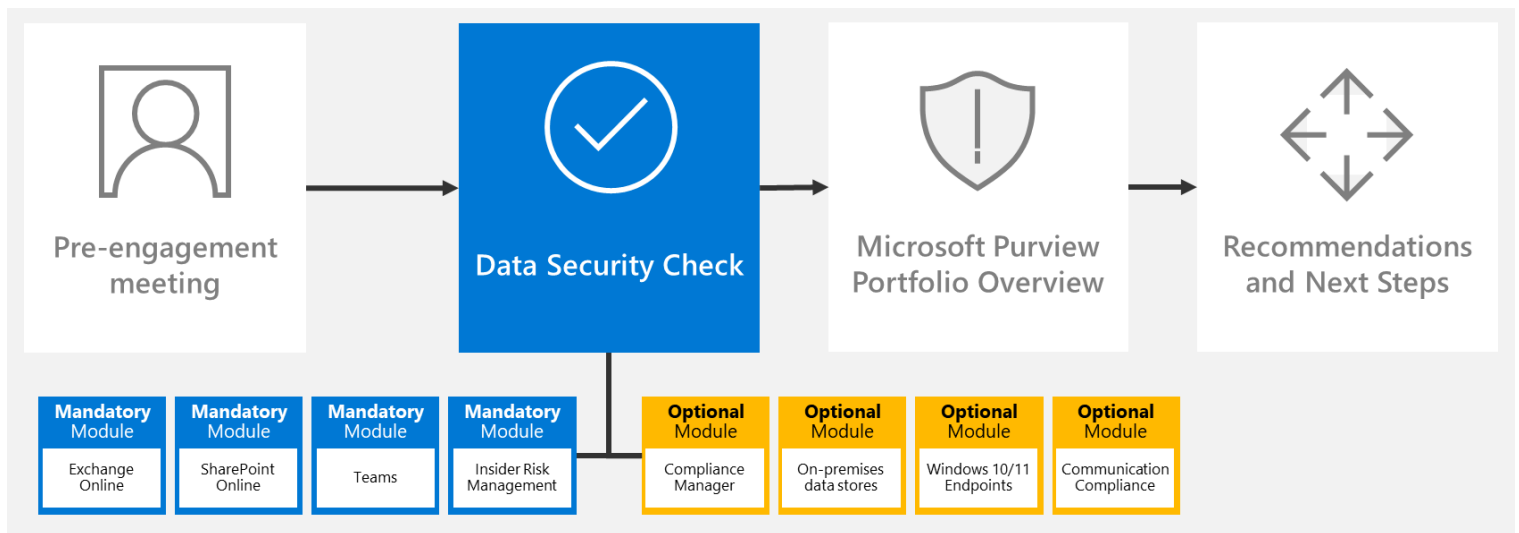 Pre-engagement
meeting
Data Security Check
Microsoft Purview
Portfolio Overview
Recommendations
and Next Steps
Mandatory
Module
Exchange
Online
Mandatory
Module
SharePoint
Online
Mandatory
Module
Teams
Mandatory
Module
Insider Risk
Management
Optional
Module
Compliance
Manager
Optional
Module
On-premises
data stores
Optional
Module
Windows 10/11
Endpoints
Optional
Module
Communication
Compliance